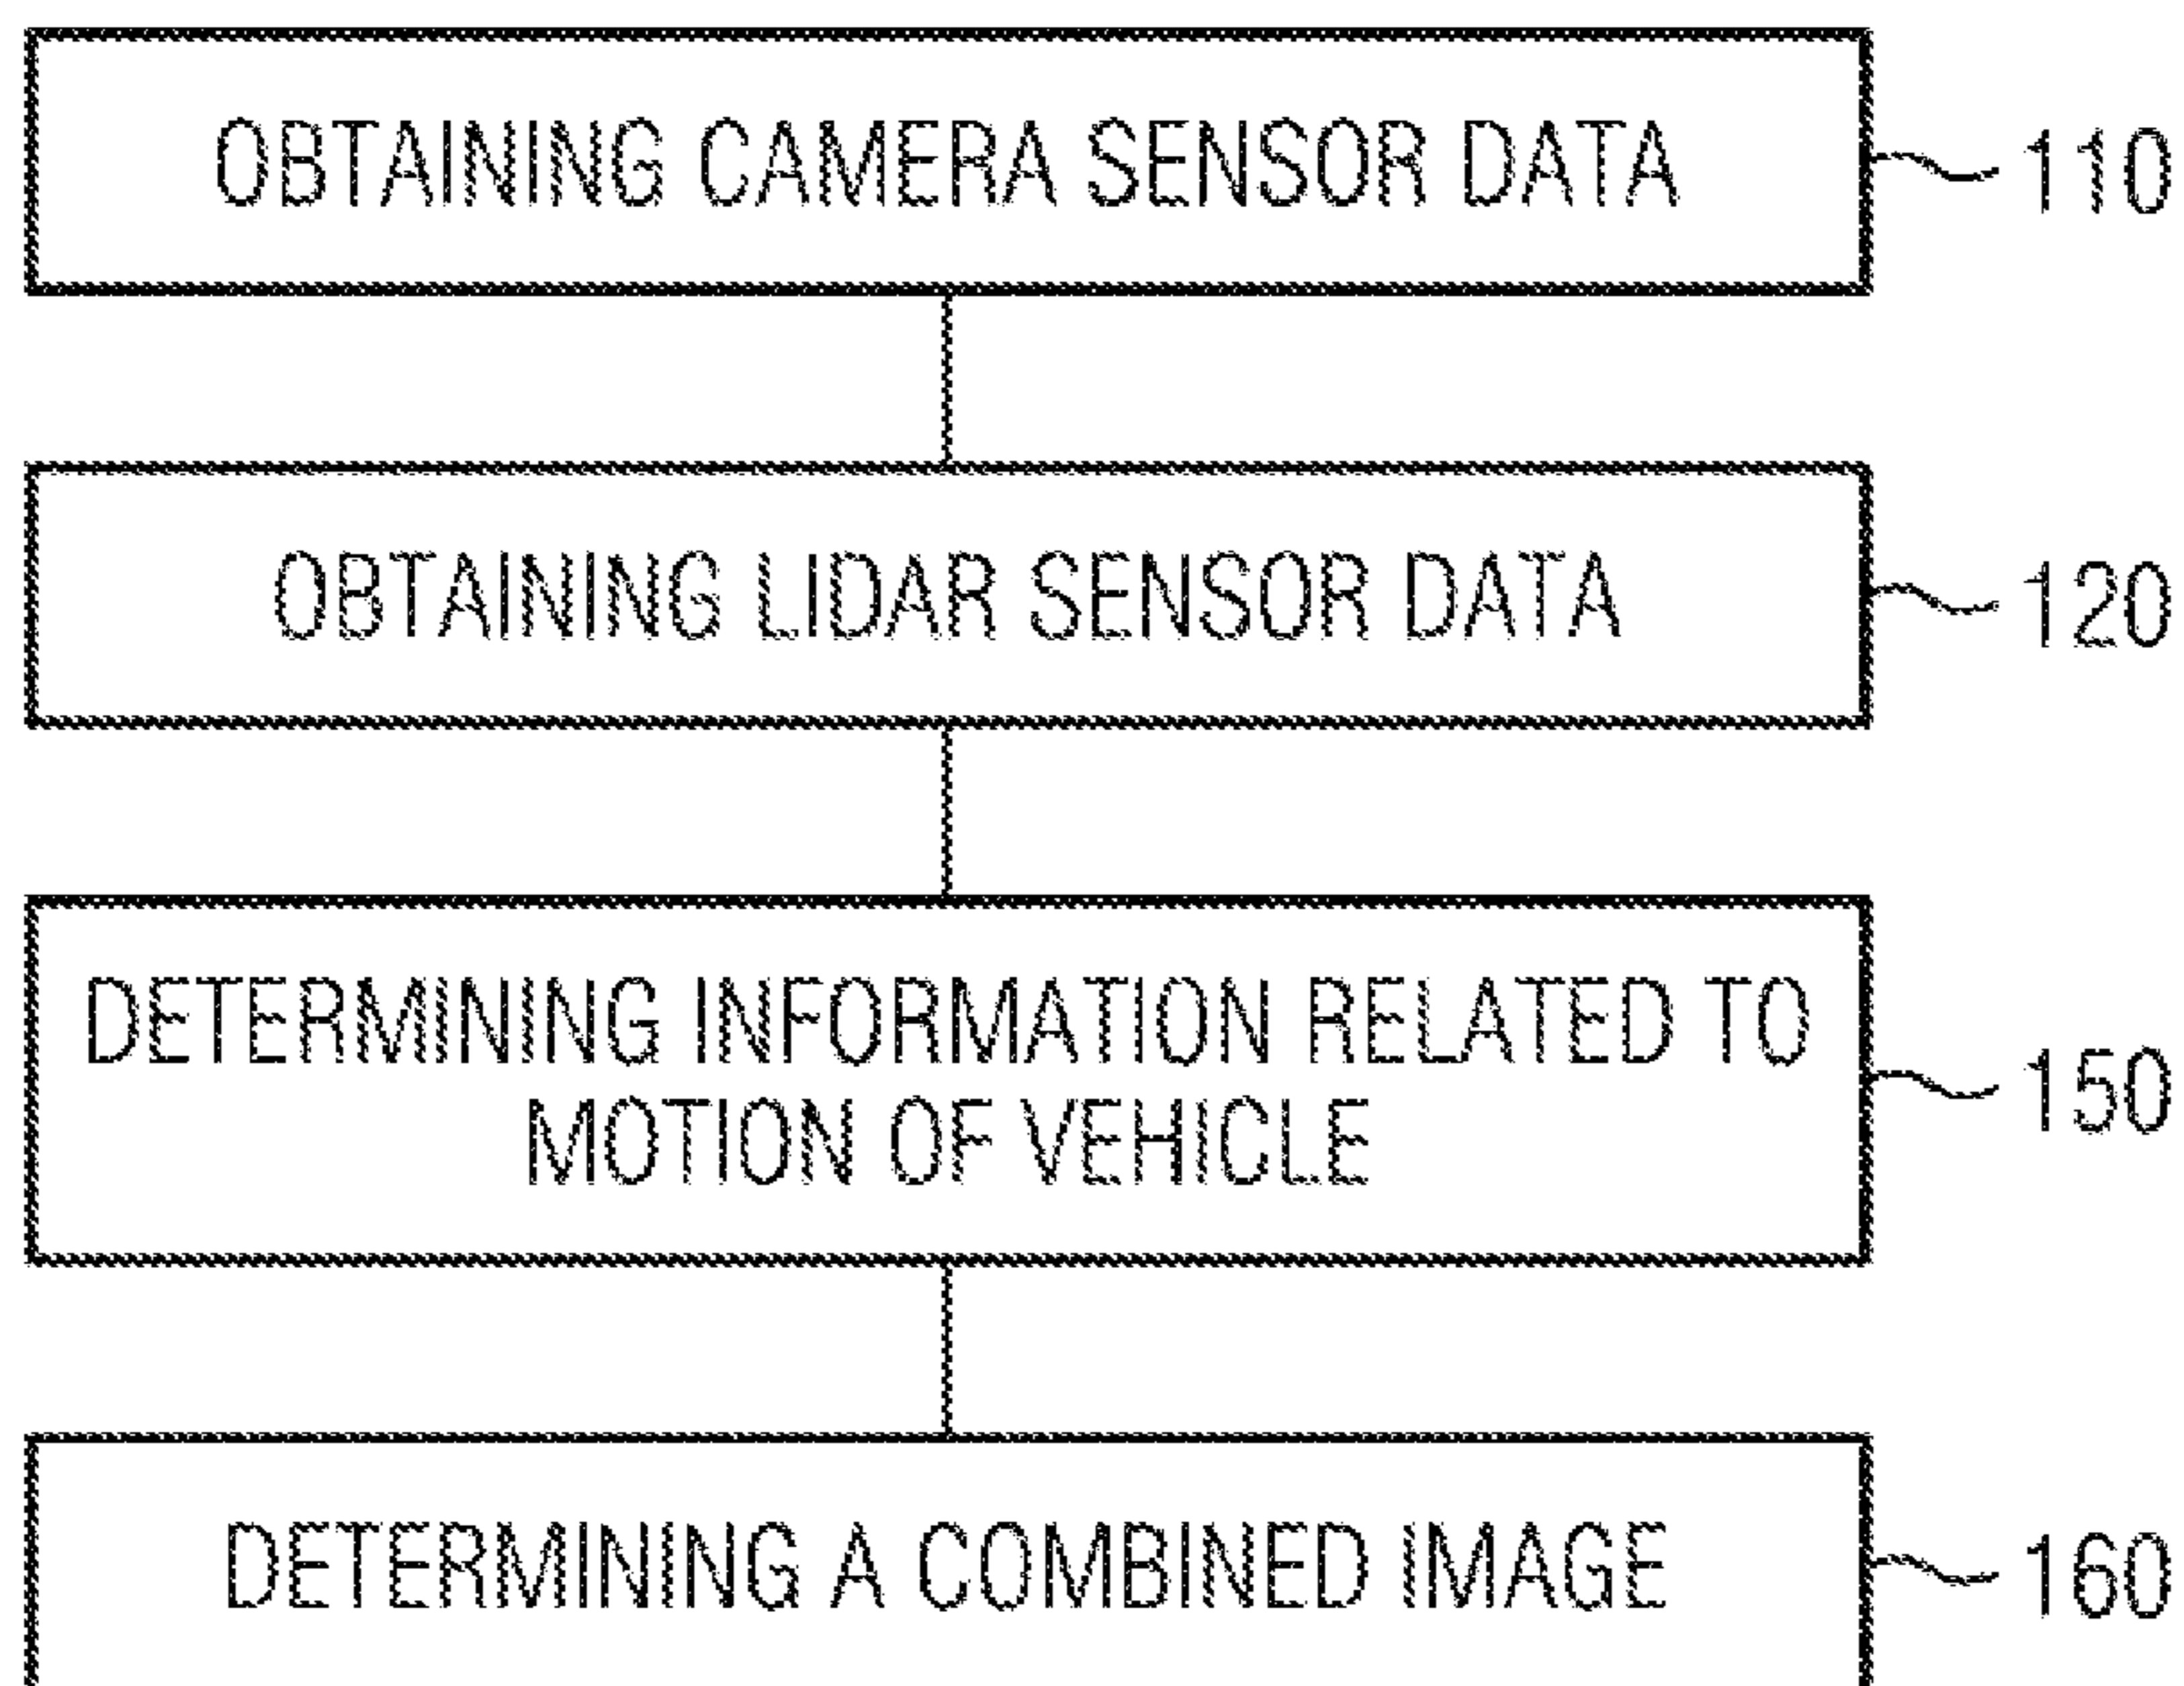 OBTAINING CAMERA SENSOR DATA
110
OBTAINING LIDAR SENSOR DATA
120
DETERMINING INFORMATION RELATED TO
MOTION OF VEHICLE
150
DETERMINING A COMBINED IMAGE
160